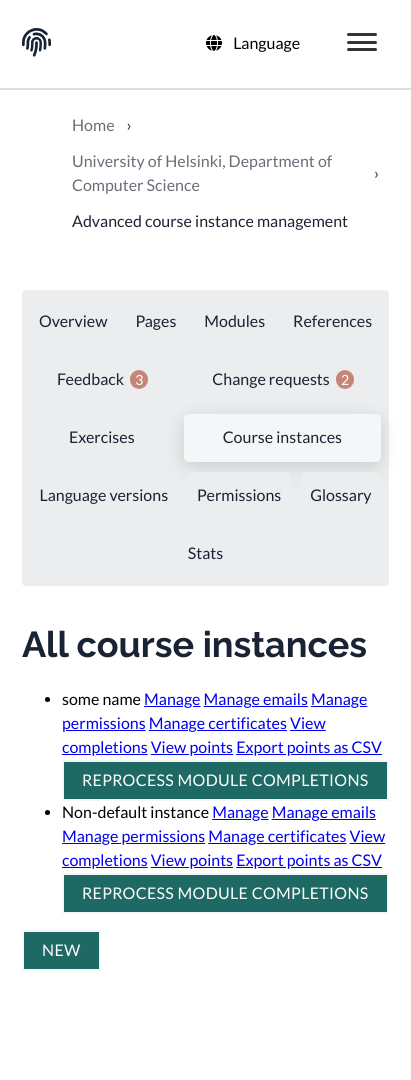 Language
Home ›
University of Helsinki, Department of
Computer Science ›
Advanced course instance management
Overview Pages Modules References
Feedback 3 Change requests 2
Exercises Course instances
Language versions Permissions Glossary
Stats
All course instances
• some name Manage Manage emails Manage
permissions Manage certificates View
completions View points Export points as CSV
REPROCESS MODULE COMPLETIONS
• Non-default instance Manage Manage emails
Manage permissions Manage certificates View
completions View points Export points as CSV
REPROCESS MODULE COMPLETIONS
NEW